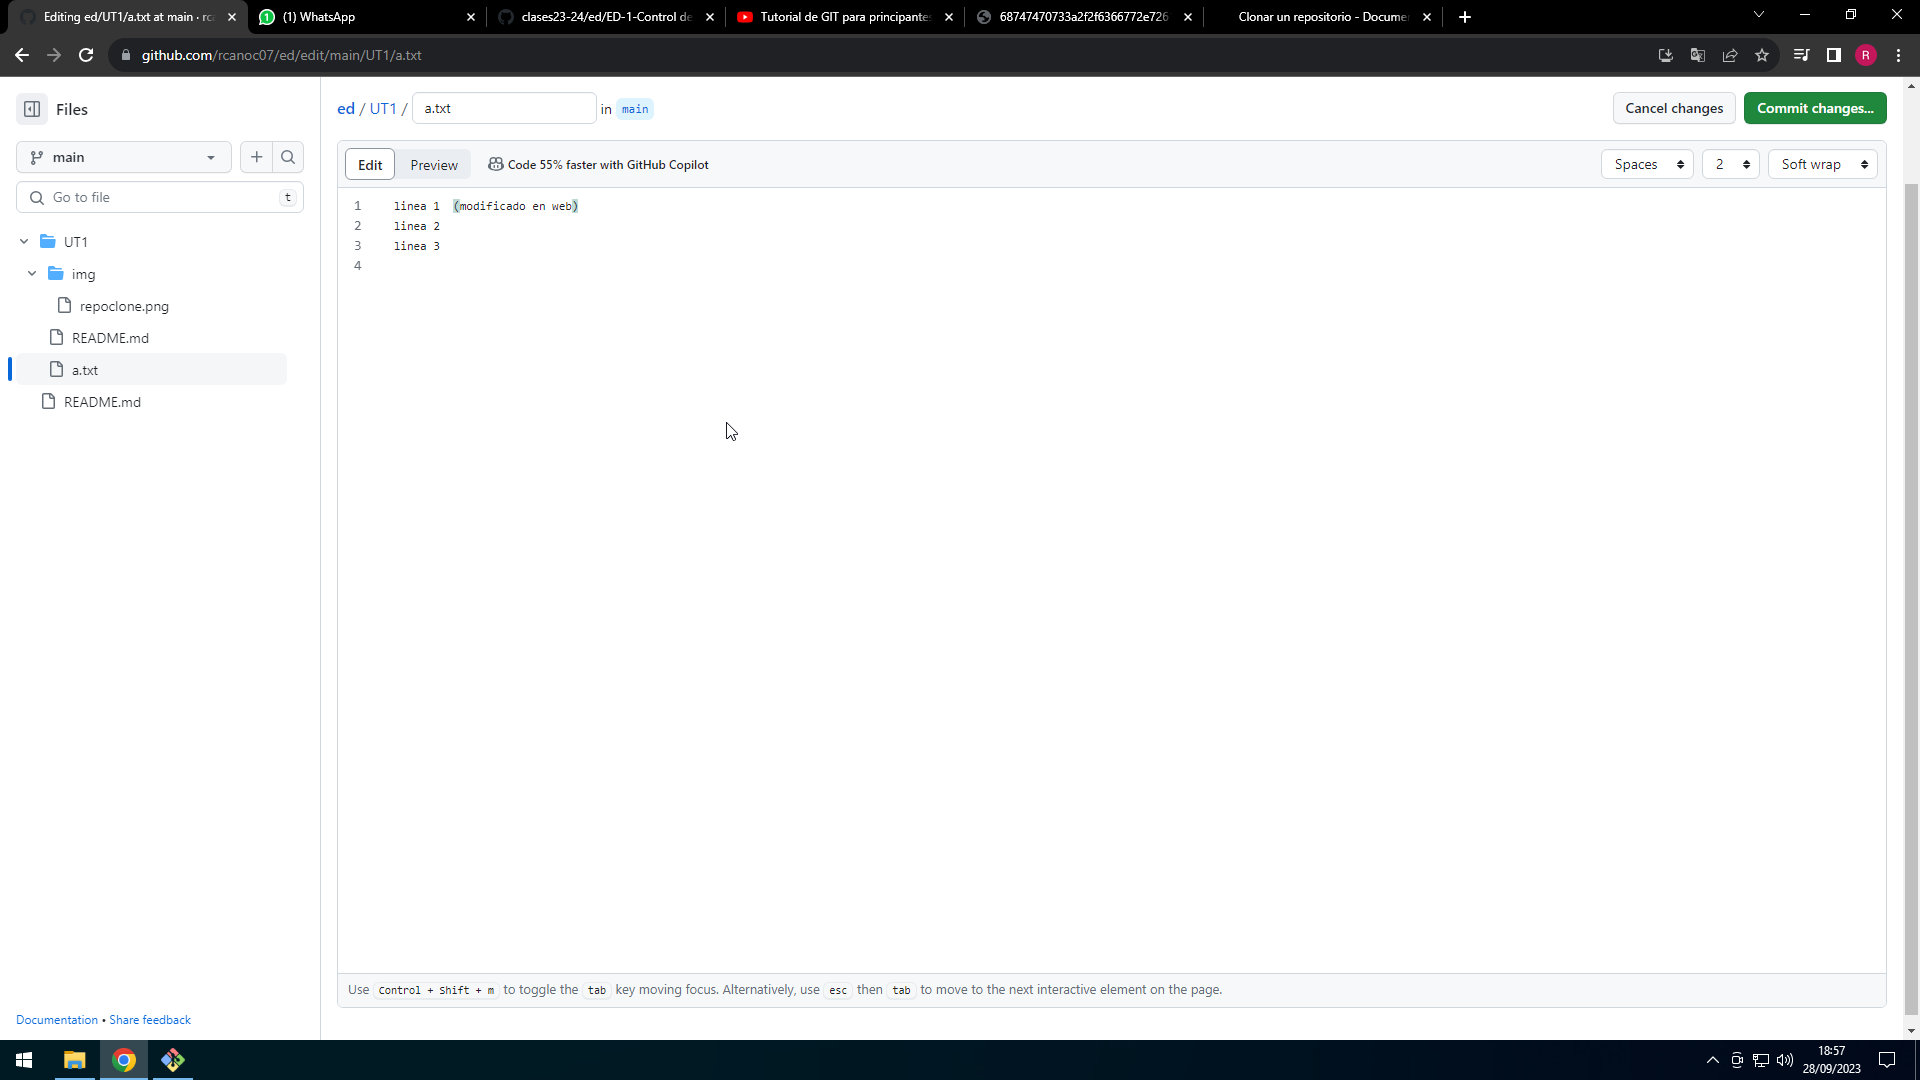 Editing ed/UT1/a.txt at main · rc
(1) WhatsApp
clases23-24/ed/ED-1-Control de
Tutorial de GIT para principantes
68747470733a2f2f6366772e726
Clonar un repositorio - Docume
github.com/rcanoc07/ed/edit/main/UT1/a.txt
R
Files
ed / UT1 / a.txt in main
Cancel changes
Commit changes...
main
Edit
Preview
Code 55% faster with GitHub Copilot
Spaces
2
Soft wrap
Go to file
t
1 linea 1 (modificado en web)
2 linea 2
3 linea 3
4
UT1
img
repoclone.png
README.md
a.txt
README.md
Use Control + Shift + m to toggle the tab key moving focus. Alternatively, use esc then tab to move to the next interactive element on the page.
Documentation • Share feedback
18:57
28/09/2023